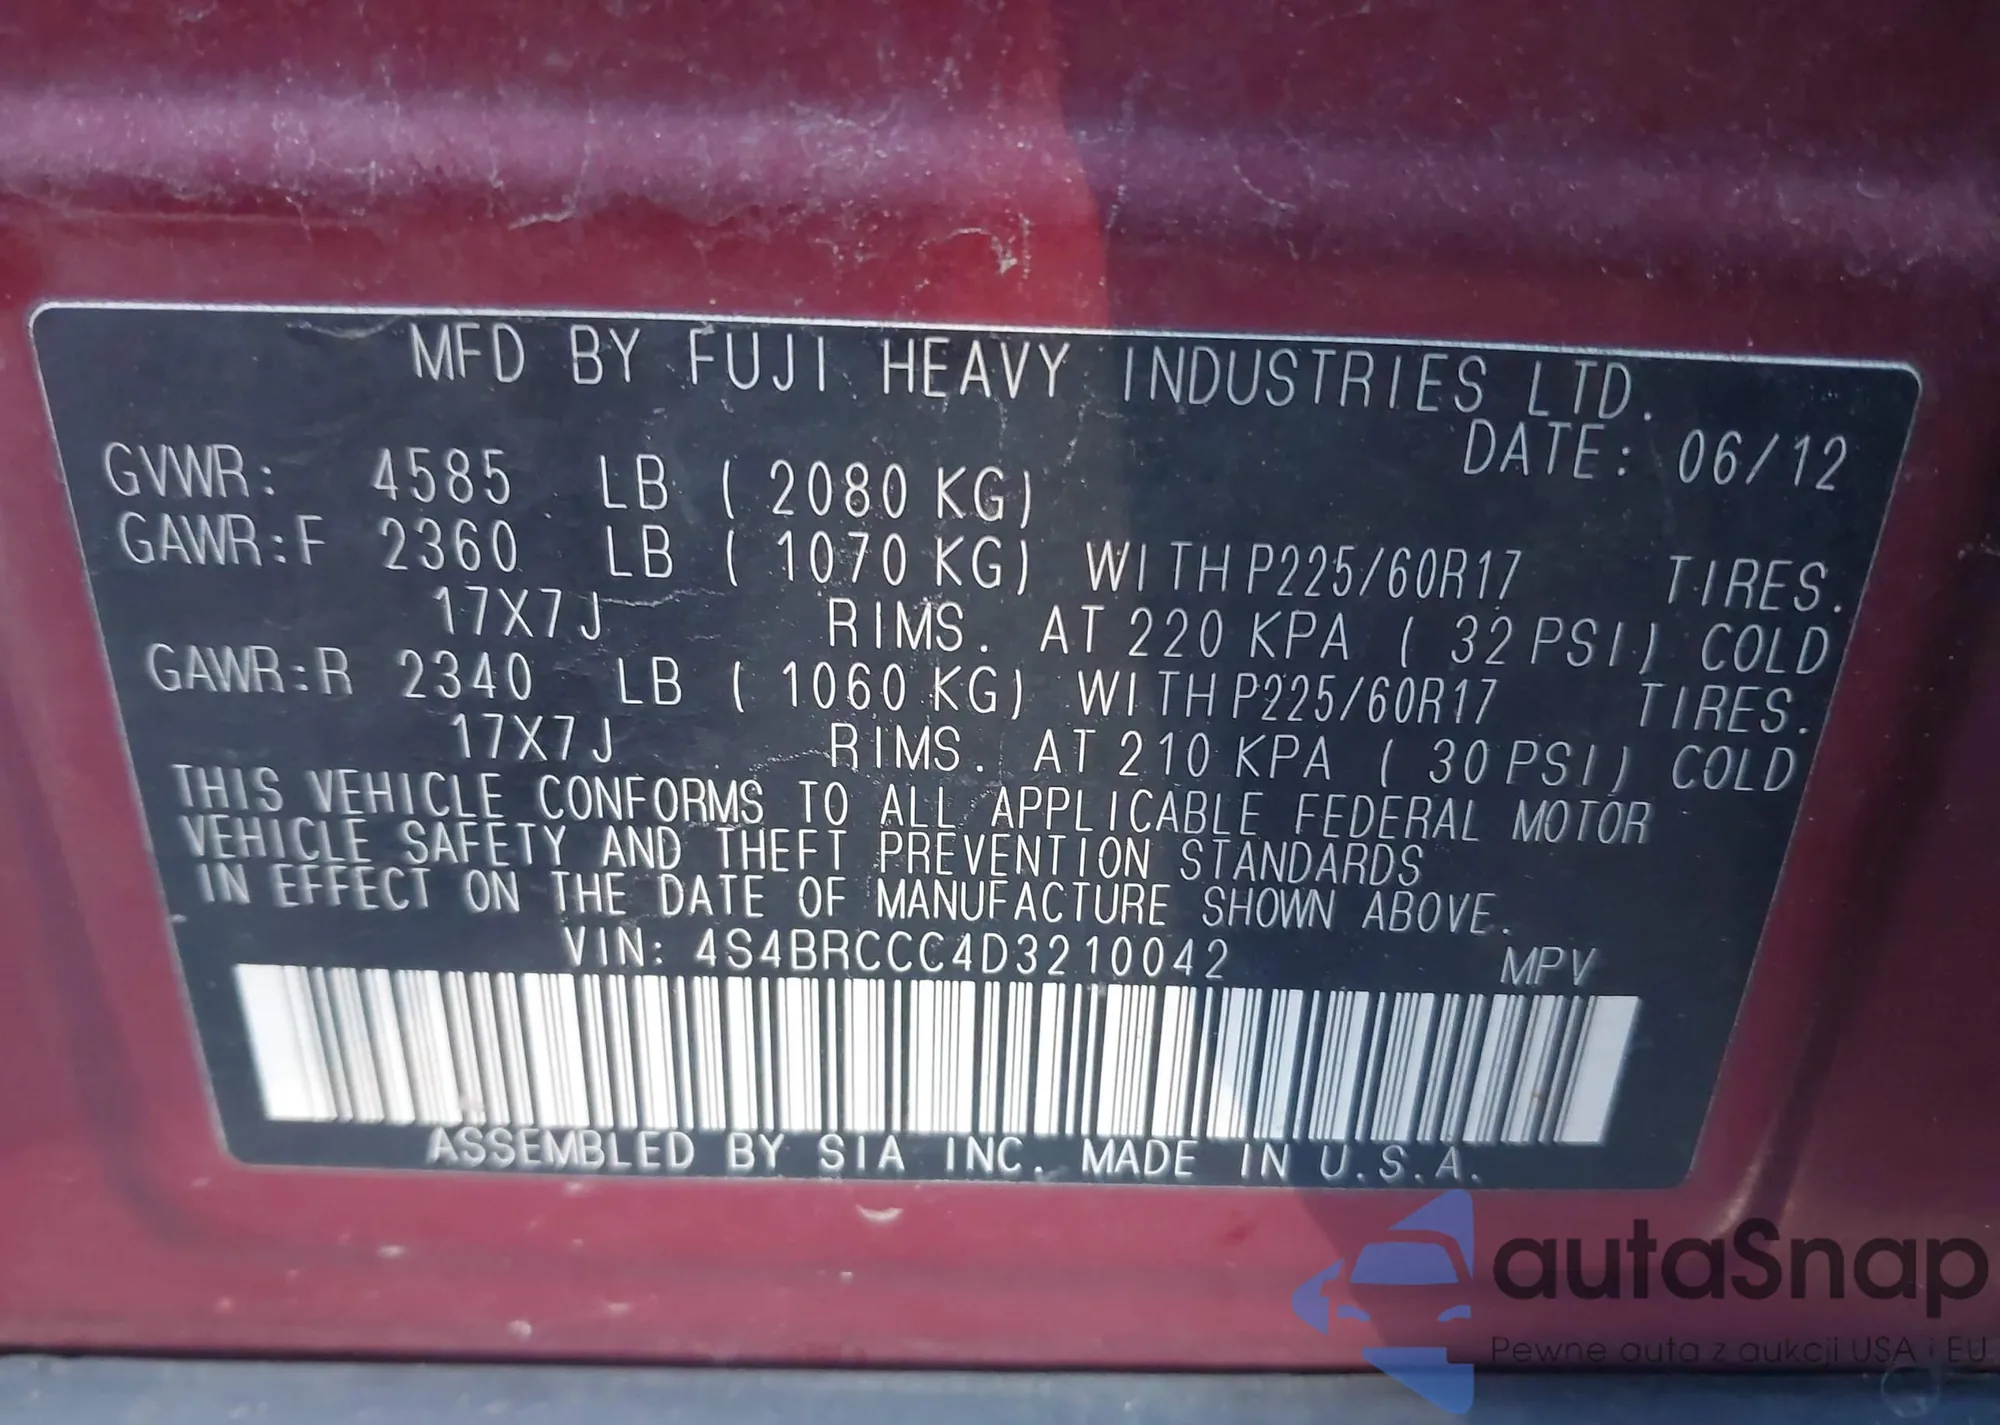 MFD BY FUJI HEAVY INDUSTRIES LTD.
DATE: 06/12
GVWR: 4585 LB ( 2080 KG)
GAWR:F 2360 LB ( 1070 KG) WITH P225/60R17 TIRES.
17X7J RIMS. AT 220 KPA ( 32 PSI) COLD
GAWR:R 2340 LB ( 1060 KG) WITH P225/60R17 TIRES.
17X7J RIMS. AT 210 KPA ( 30 PSI) COLD
THIS VEHICLE CONFORMS TO ALL APPLICABLE FEDERAL MOTOR
VEHICLE SAFETY AND THEFT PREVENTION STANDARDS
IN EFFECT ON THE DATE OF MANUFACTURE SHOWN ABOVE.
VIN: 4S4BRCCC4D3210042 MPV
ASSEMBLED BY SIA INC. MADE IN U.S.A.
autaSnap
Pewne auta z aukcji USA i EU